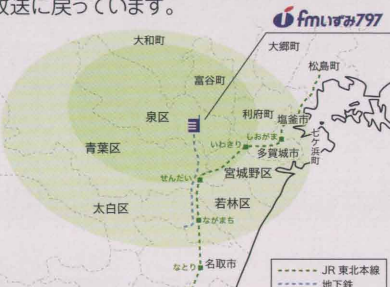 放送に戻っています。
fmいずみ797
大和町
大郷町
松島町
富谷町
泉区
利府町
塩釜市
しおがま
七ヶ浜町
いわきり
多賀城市
青葉区
せんだい
宮城野区
太白区
若林区
ながまち
なとり
名取市
JR 東北本線
地下鉄